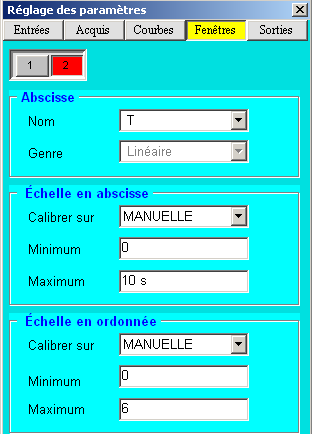 Réglage des paramètres
Entrées Acquis Courbes Fenêtres Sorties
1 2
Abscisse
Nom T
Genre Linéaire
Échelle en abscisse
Calibrer sur MANUELLE
Minimum 0
Maximum 10 s
Échelle en ordonnée
Calibrer sur MANUELLE
Minimum 0
Maximum 6